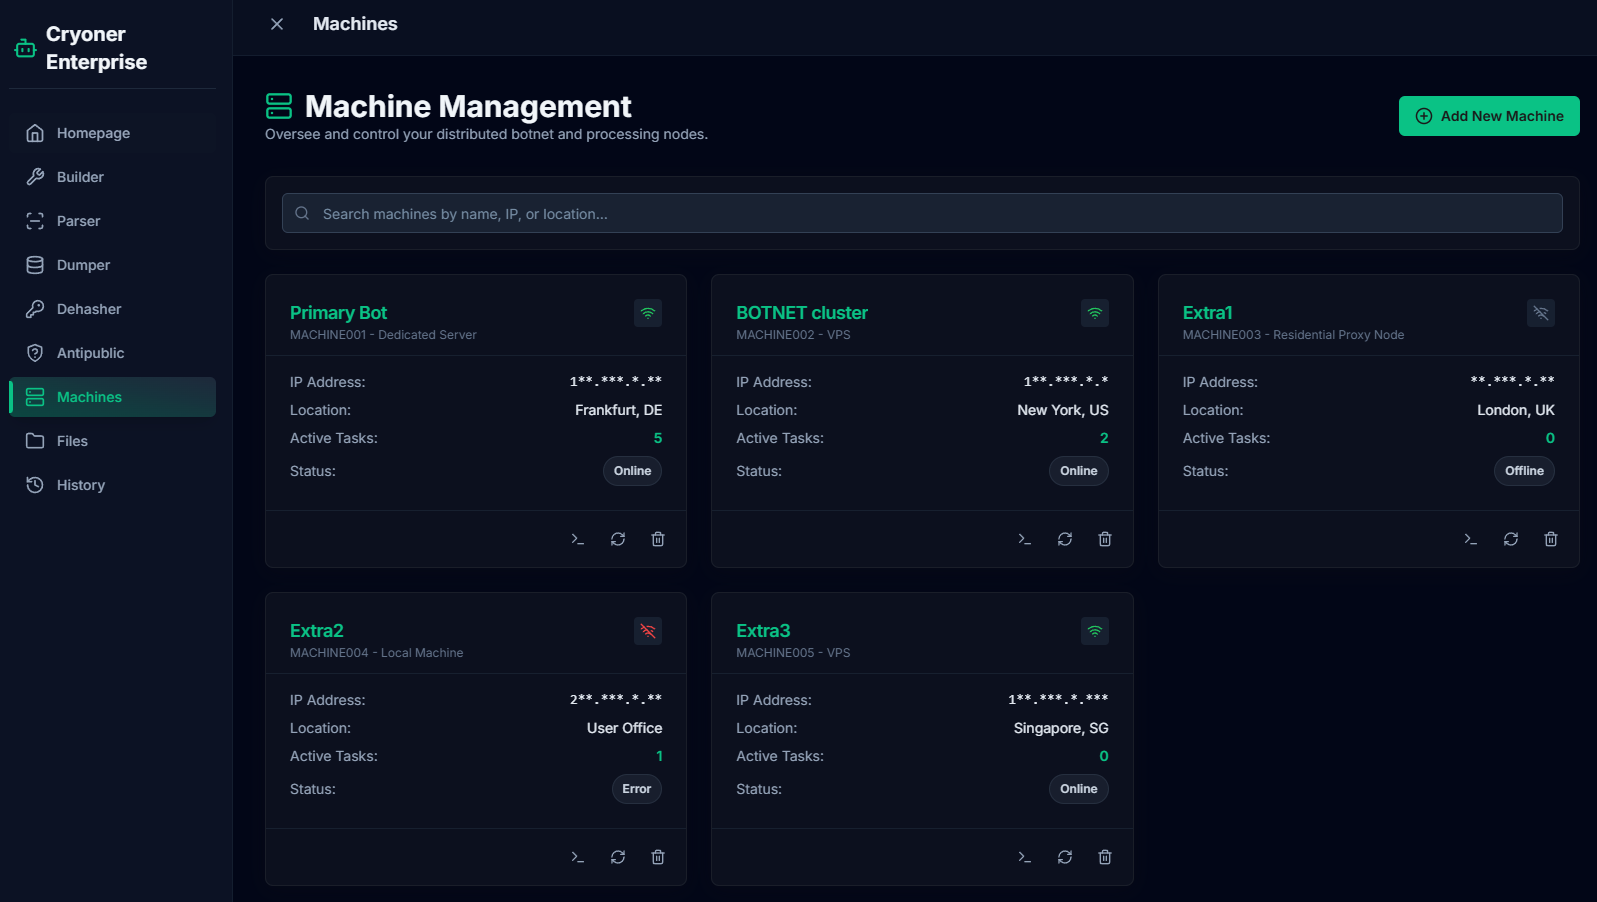 Cryoner
Enterprise
Homepage
Builder
Parser
Dumper
Dehasher
Antipublic
Machines
Files
History
Machines
Machine Management
Oversee and control your distributed botnet and processing nodes.
Add New Machine
Search machines by name, IP, or location...
Primary Bot
MACHINE001 - Dedicated Server
IP Address: 1**.***.*.**
Location: Frankfurt, DE
Active Tasks: 5
Status: Online
BOTNET cluster
MACHINE002 - VPS
IP Address: 1**.***.*.*
Location: New York, US
Active Tasks: 2
Status: Online
Extra1
MACHINE003 - Residential Proxy Node
IP Address: **.***.*.**
Location: London, UK
Active Tasks: 0
Status: Offline
Extra2
MACHINE004 - Local Machine
IP Address: 2**.***.*.**
Location: User Office
Active Tasks: 1
Status: Error
Extra3
MACHINE005 - VPS
IP Address: 1**.***.*.***
Location: Singapore, SG
Active Tasks: 0
Status: Online